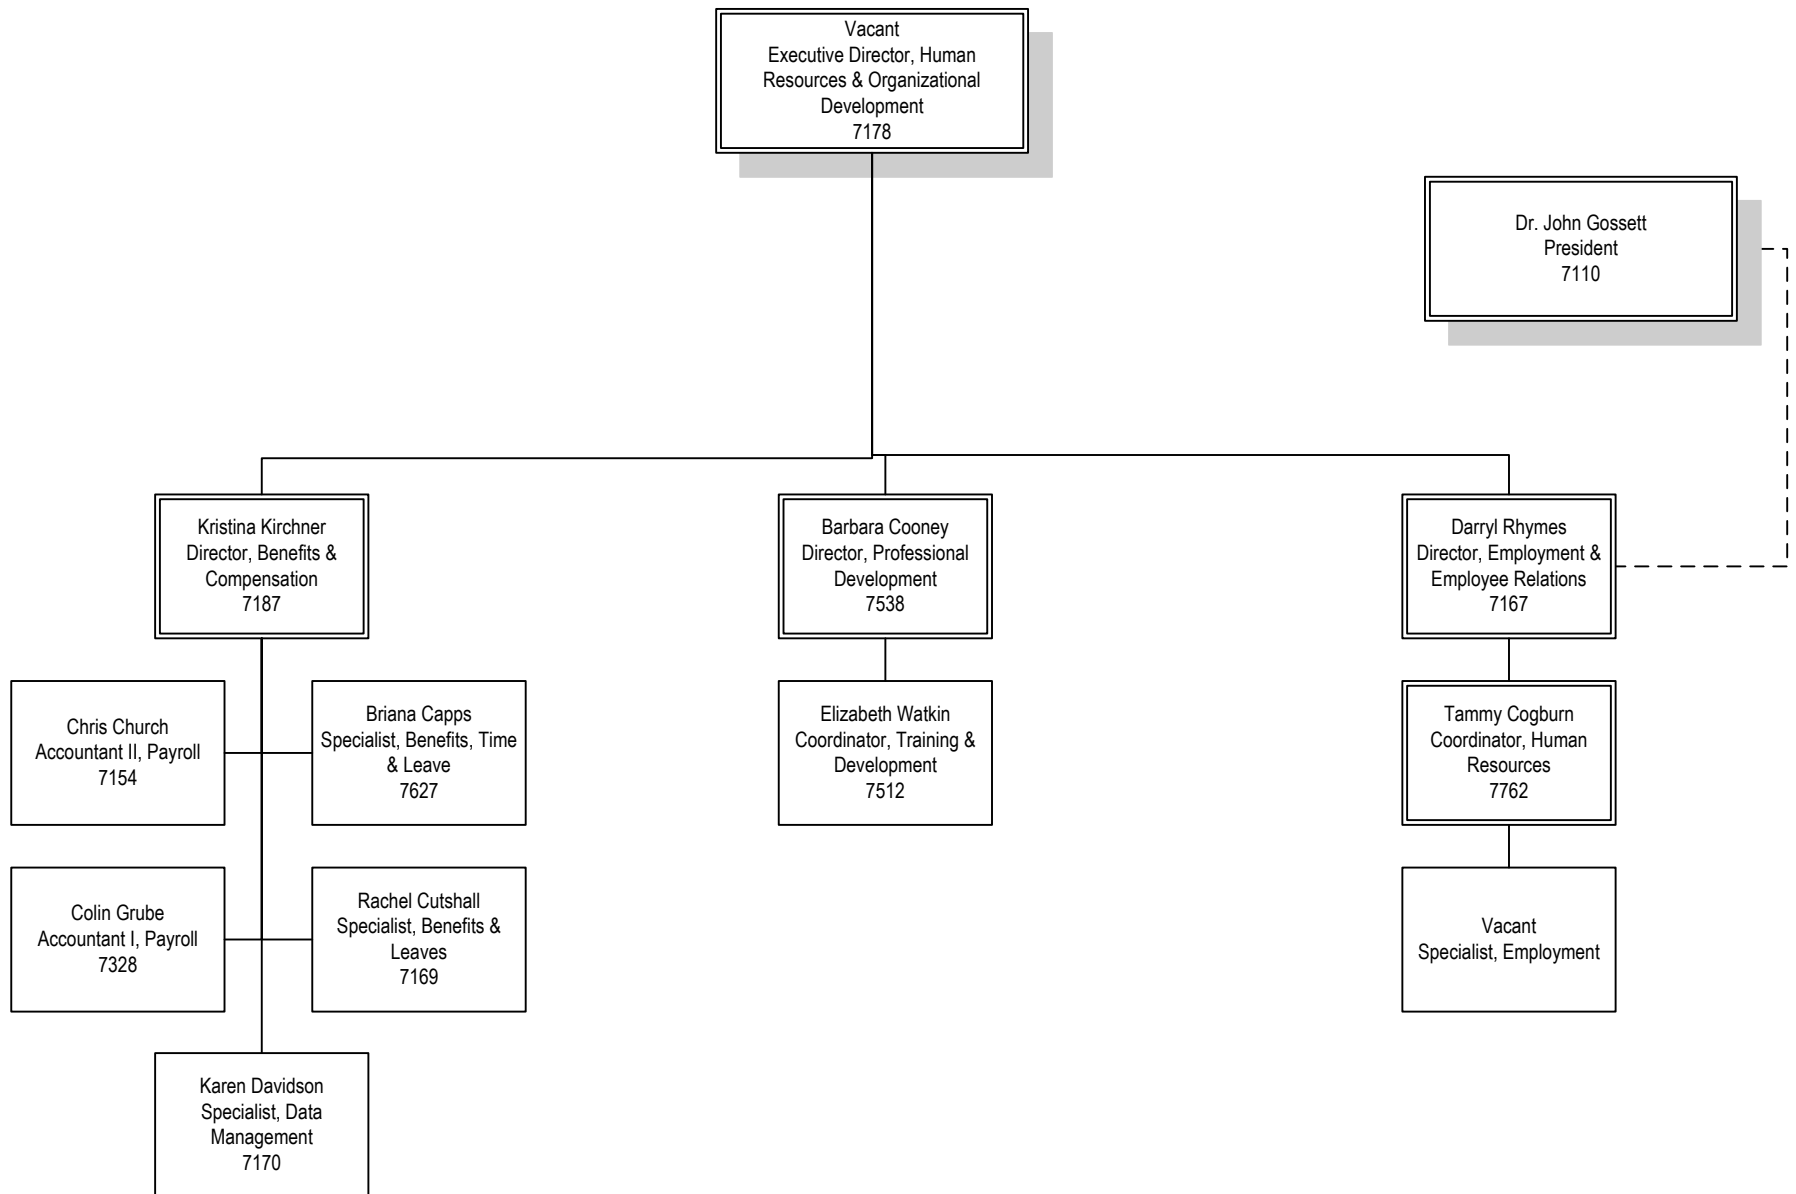 Vacant
Executive Director, Human
Resources & Organizational
Development
7178
Dr. John Gossett
President
7110
Kristina Kirchner
Director, Benefits &
Compensation
7187
Barbara Cooney
Director, Professional
Development
7538
Darryl Rhymes
Director, Employment &
Employee Relations
7167
Chris Church
Accountant II, Payroll
7154
Briana Capps
Specialist, Benefits, Time
& Leave
7627
Elizabeth Watkin
Coordinator, Training &
Development
7512
Tammy Cogburn
Coordinator, Human
Resources
7762
Colin Grube
Accountant I, Payroll
7328
Rachel Cutshall
Specialist, Benefits &
Leaves
7169
Vacant
Specialist, Employment
Karen Davidson
Specialist, Data
Management
7170